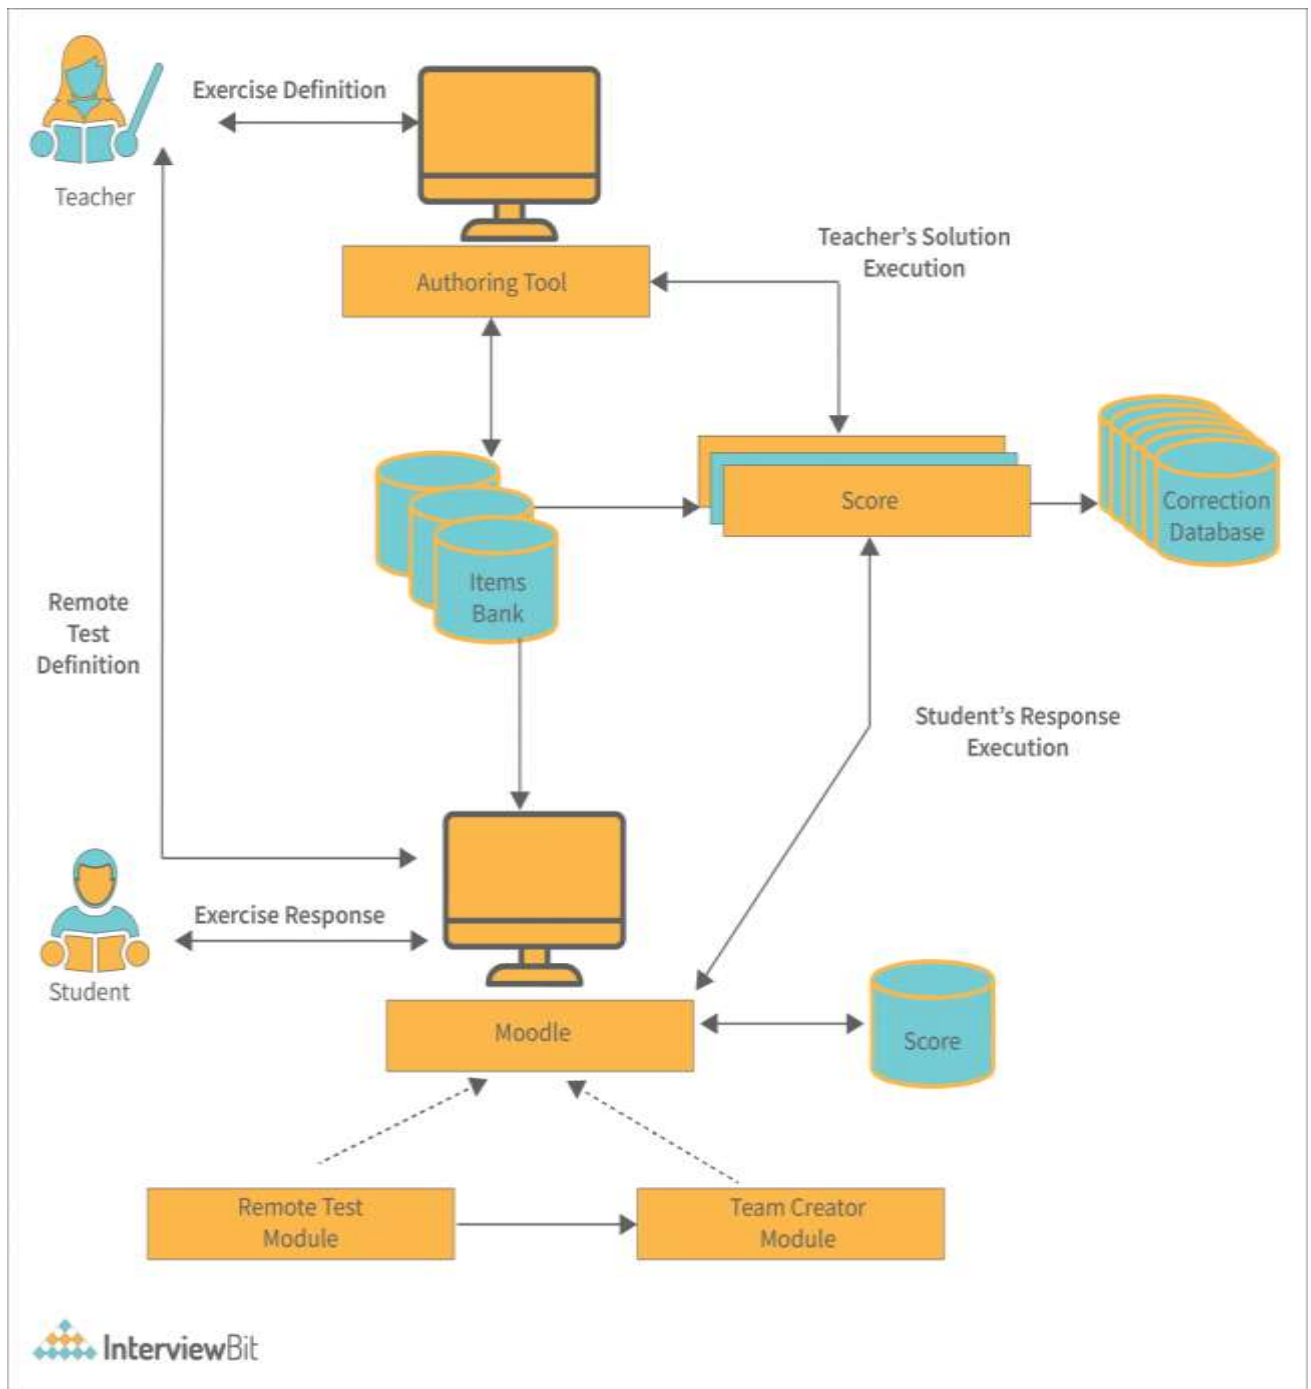 Exercise Definition
Teacher
Authoring Tool
Teacher’s Solution
Execution
Score
Correction
Database
Items
Bank
Remote
Test
Definition
Student’s Response
Execution
Exercise Response
Student
Moodle
Score
Remote Test
Module
Team Creator
Module
InterviewBit